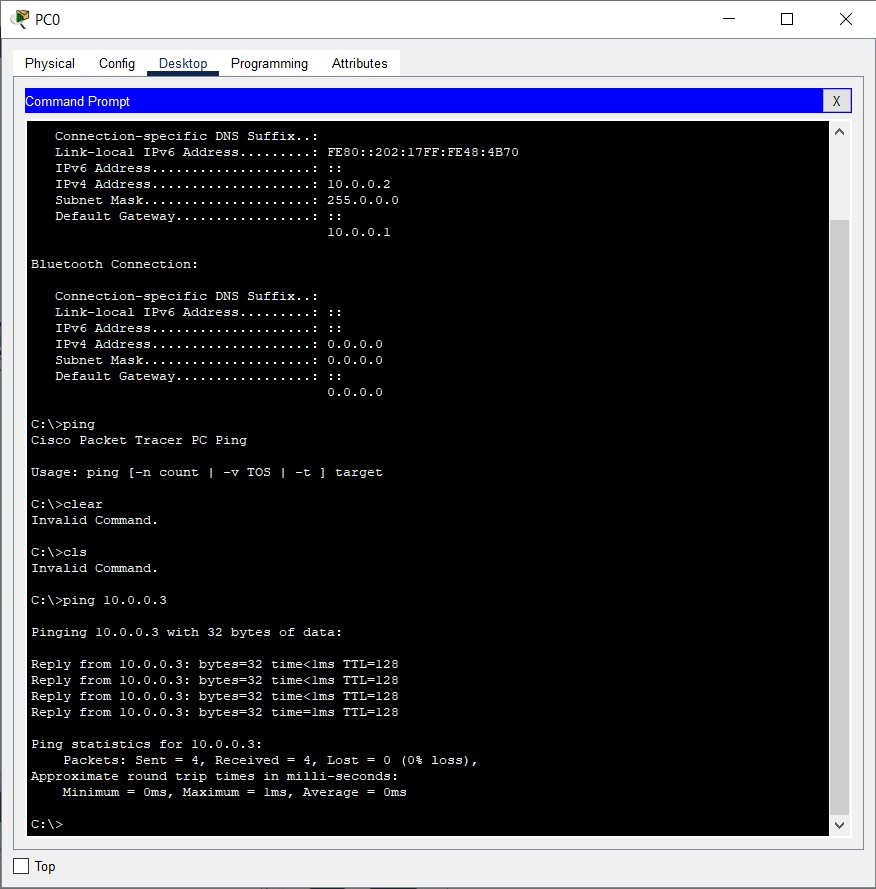 PC0
Physical Config Desktop Programming Attributes
Command Prompt X
Connection-specific DNS Suffix..:
Link-local IPv6 Address.........: FE80::202:17FF:FE48:4B70
IPv6 Address....................: ::
IPv4 Address....................: 10.0.0.2
Subnet Mask.....................: 255.0.0.0
Default Gateway.................: ::
10.0.0.1
Bluetooth Connection:
Connection-specific DNS Suffix..:
Link-local IPv6 Address.........: ::
IPv6 Address....................: ::
IPv4 Address....................: 0.0.0.0
Subnet Mask.....................: 0.0.0.0
Default Gateway.................: ::
0.0.0.0
C:\>ping
Cisco Packet Tracer PC Ping
Usage: ping [-n count | -v TOS | -t ] target
C:\>clear
Invalid Command.
C:\>cls
Invalid Command.
C:\>ping 10.0.0.3
Pinging 10.0.0.3 with 32 bytes of data:
Reply from 10.0.0.3: bytes=32 time<1ms TTL=128
Reply from 10.0.0.3: bytes=32 time<1ms TTL=128
Reply from 10.0.0.3: bytes=32 time<1ms TTL=128
Reply from 10.0.0.3: bytes=32 time=1ms TTL=128
Ping statistics for 10.0.0.3:
Packets: Sent = 4, Received = 4, Lost = 0 (0% loss),
Approximate round trip times in milli-seconds:
Minimum = 0ms, Maximum = 1ms, Average = 0ms
C:\>
Top